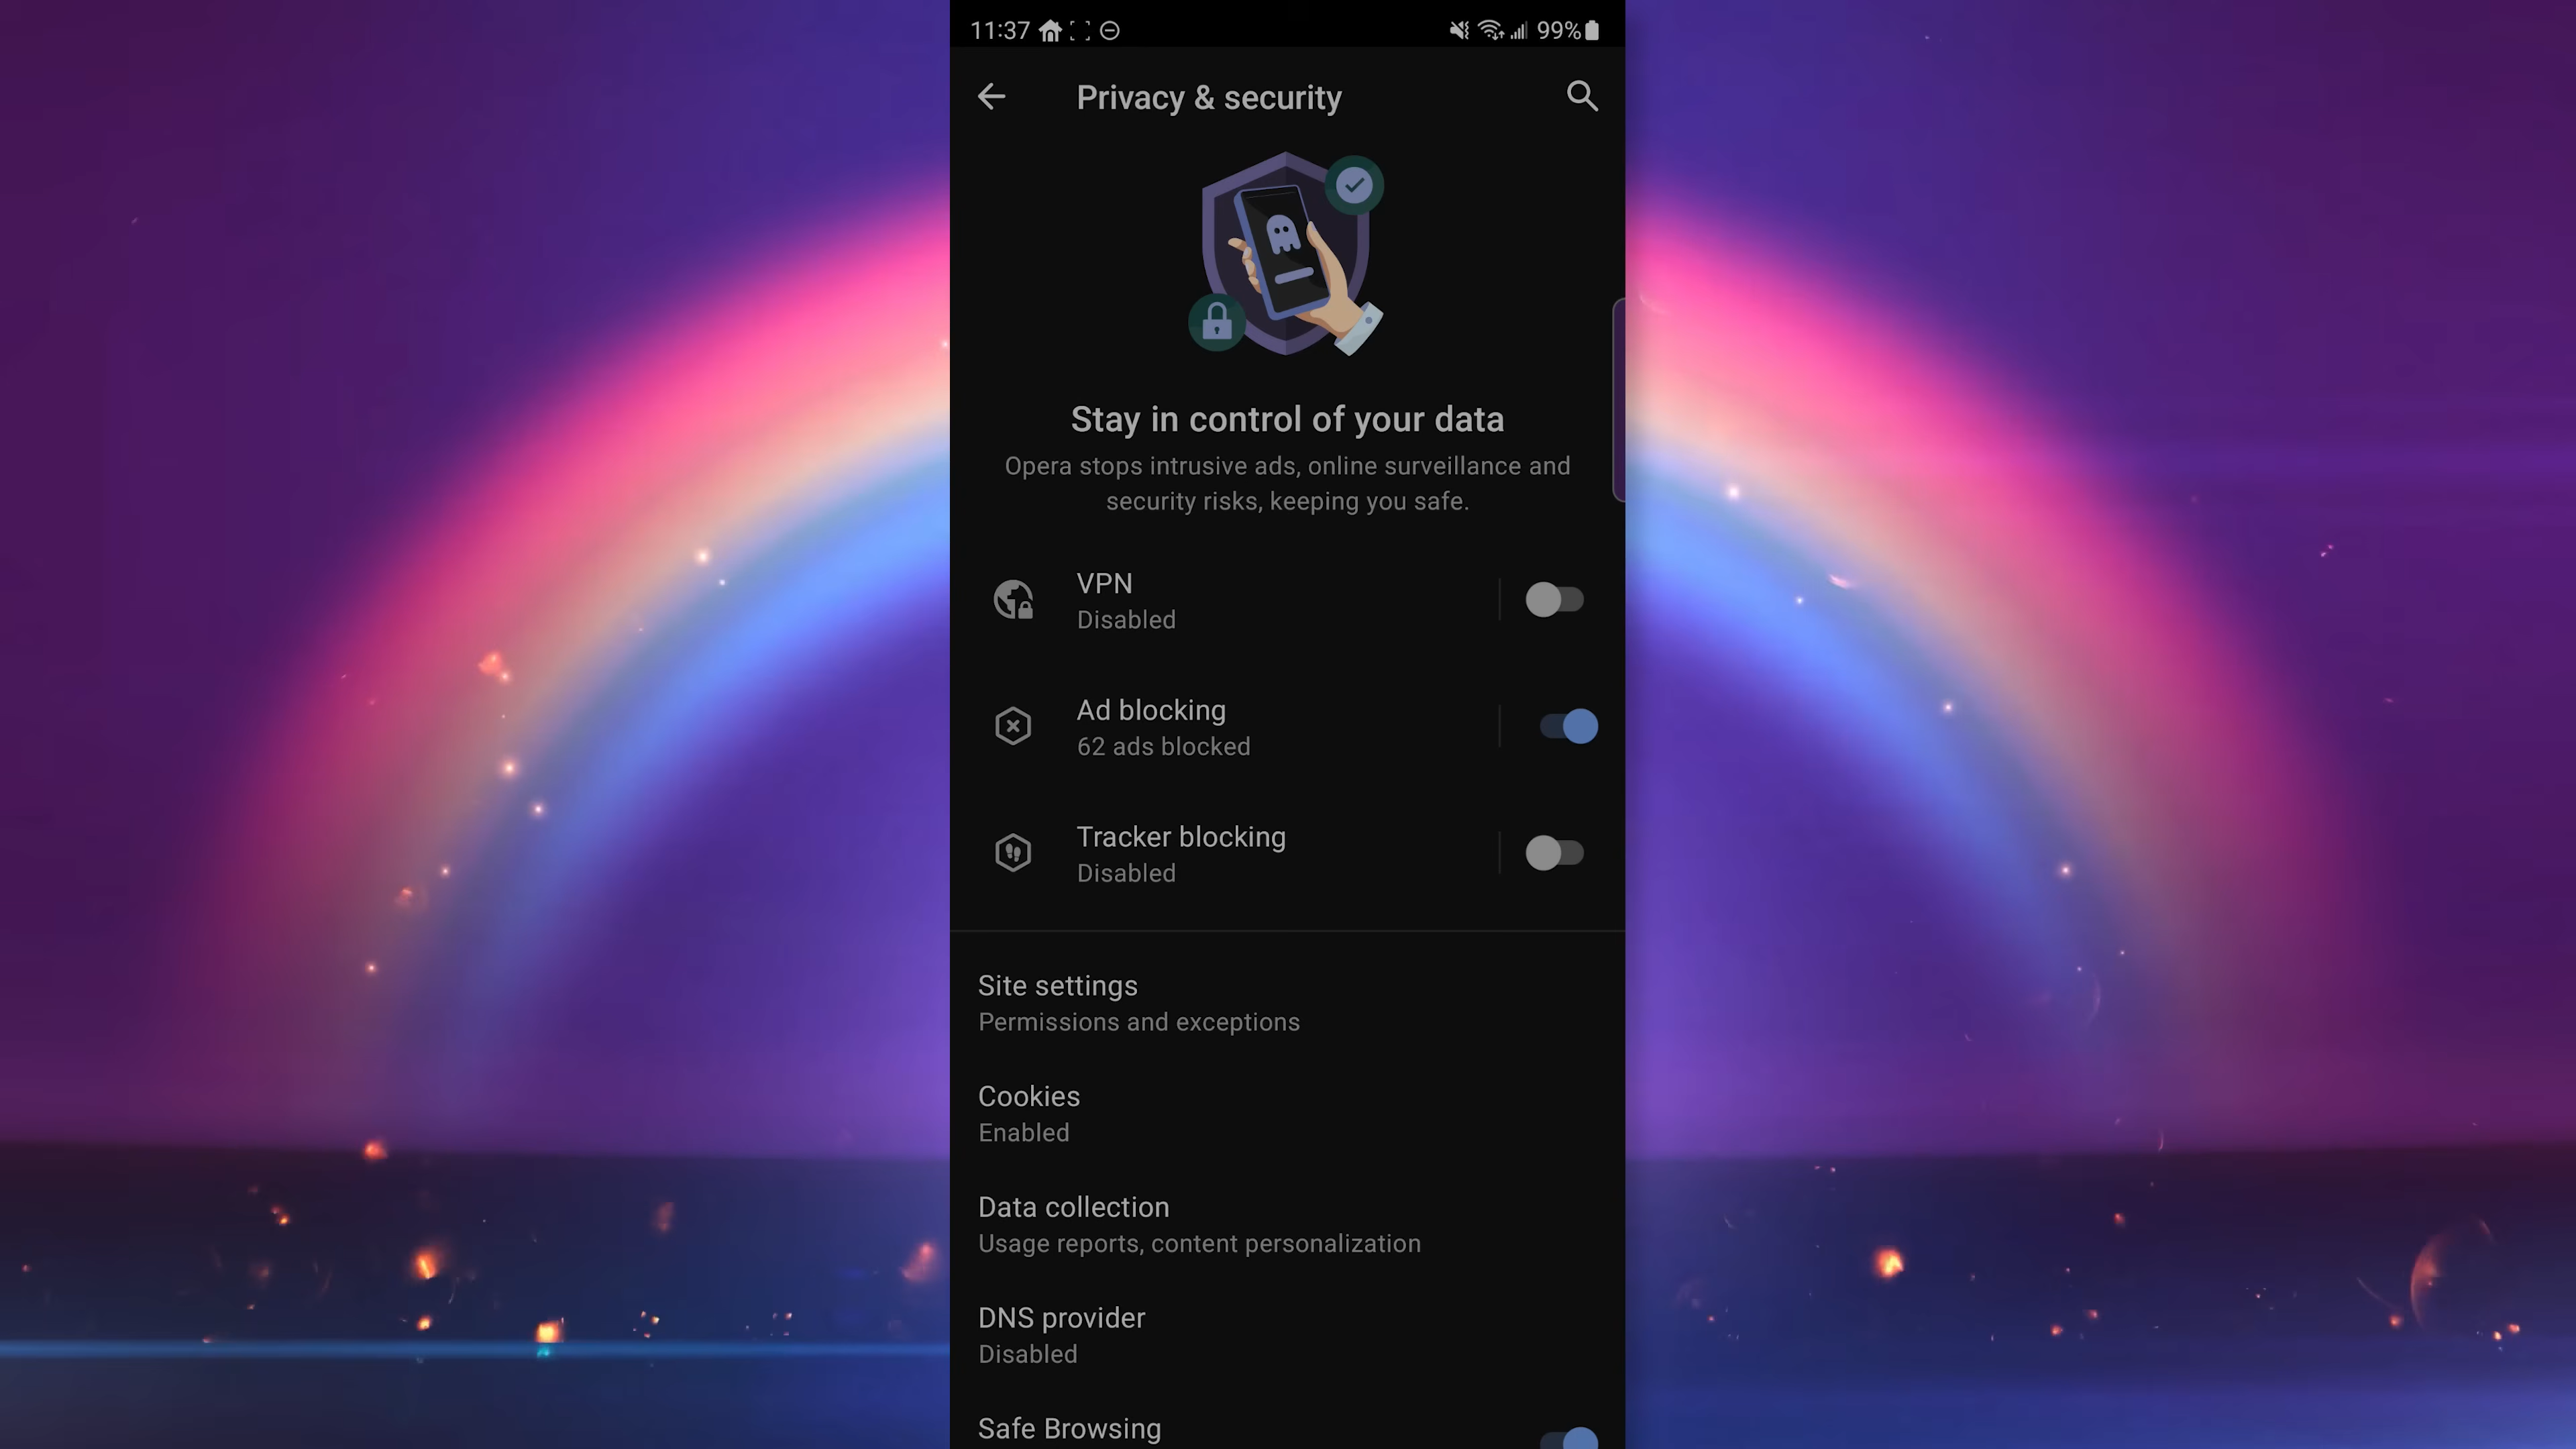 11:37
99%
Privacy & security
Stay in control of your data
Opera stops intrusive ads, online surveillance and
security risks, keeping you safe.
VPN
Disabled
Ad blocking
62 ads blocked
Tracker blocking
Disabled
Site settings
Permissions and exceptions
Cookies
Enabled
Data collection
Usage reports, content personalization
DNS provider
Disabled
Safe Browsing